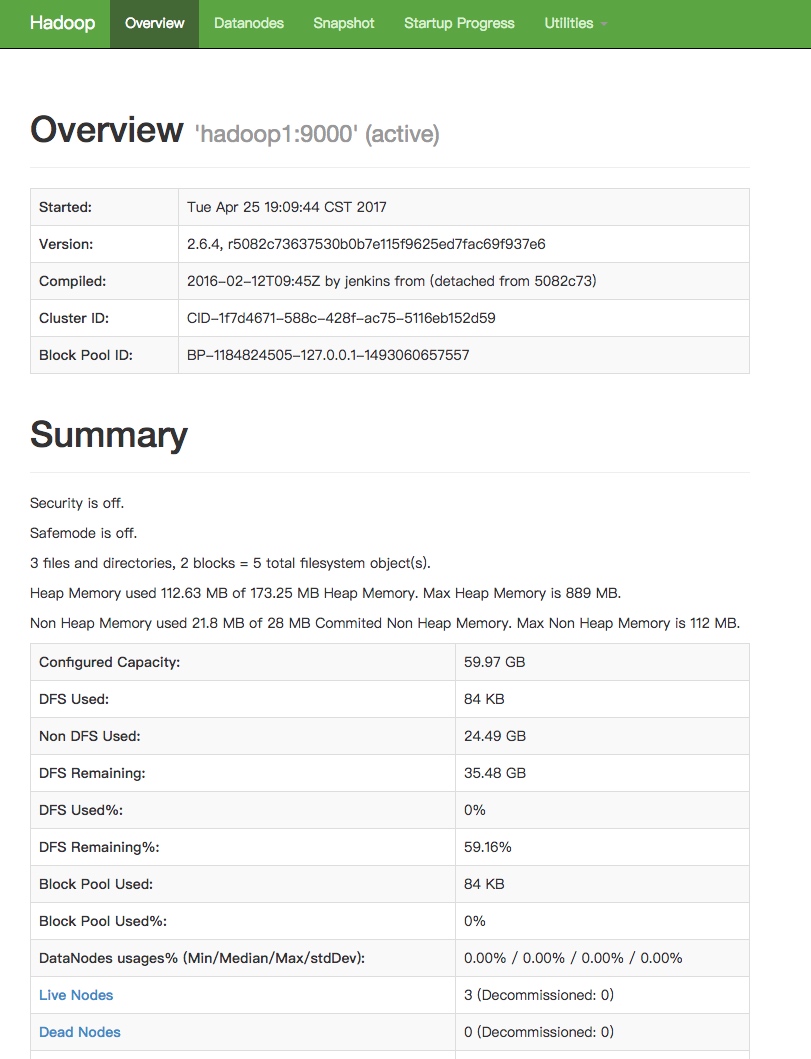 Hadoop Overview Datanodes Snapshot Startup Progress Utilities
Overview 'hadoop1:9000' (active)
Started: Tue Apr 25 19:09:44 CST 2017
Version: 2.6.4, r5082c73637530b0b7e115f9625ed7fac69f937e6
Compiled: 2016-02-12T09:45Z by jenkins from (detached from 5082c73)
Cluster ID: CID-1f7d4671-588c-428f-ac75-5116eb152d59
Block Pool ID: BP-1184824505-127.0.0.1-1493060657557
Summary
Security is off.
Safemode is off.
3 files and directories, 2 blocks = 5 total filesystem object(s).
Heap Memory used 112.63 MB of 173.25 MB Heap Memory. Max Heap Memory is 889 MB.
Non Heap Memory used 21.8 MB of 28 MB Commited Non Heap Memory. Max Non Heap Memory is 112 MB.
Configured Capacity: 59.97 GB
DFS Used: 84 KB
Non DFS Used: 24.49 GB
DFS Remaining: 35.48 GB
DFS Used%: 0%
DFS Remaining%: 59.16%
Block Pool Used: 84 KB
Block Pool Used%: 0%
DataNodes usages% (Min/Median/Max/stdDev): 0.00% / 0.00% / 0.00% / 0.00%
Live Nodes 3 (Decommissioned: 0)
Dead Nodes 0 (Decommissioned: 0)